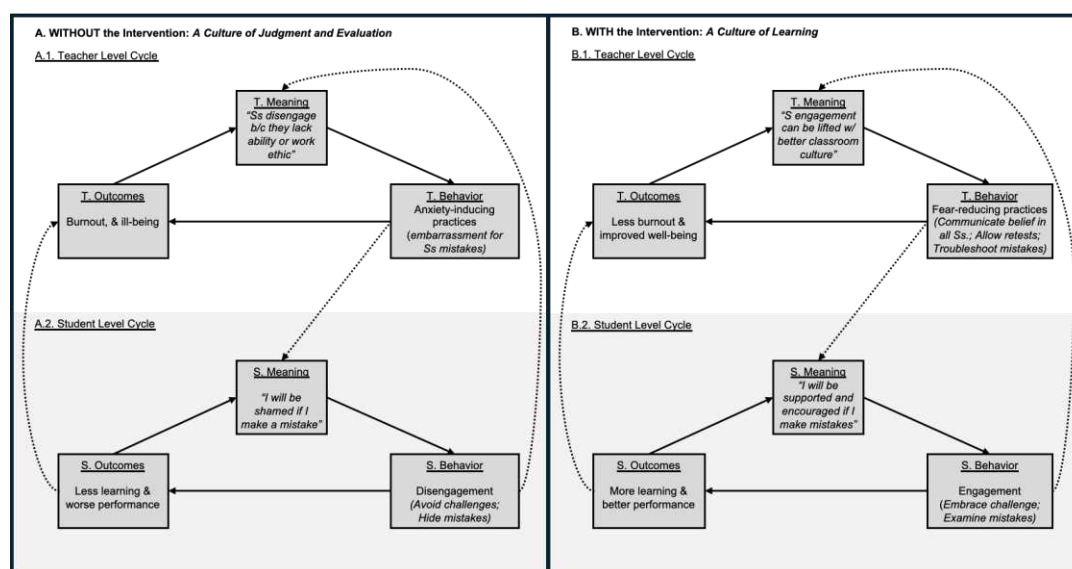 A. WITHOUT the Intervention: A Culture of Judgment and Evaluation
A.1. Teacher Level Cycle
T. Meaning
“Ss disengage
b/c they lack
ability or work
ethic”
T. Outcomes
Burnout, & ill-being
T. Behavior
Anxiety-inducing
practices
(embarrassment for
Ss mistakes)
A.2. Student Level Cycle
S. Meaning
“I will be
shamed if I
make a mistake”
S. Outcomes
Less learning &
worse performance
S. Behavior
Disengagement
(Avoid challenges;
Hide mistakes)
B. WITH the Intervention: A Culture of Learning
B.1. Teacher Level Cycle
T. Meaning
“S engagement
can be lifted w/
better classroom
culture”
T. Outcomes
Less burnout &
improved well-being
T. Behavior
Fear-reducing practices
(Communicate belief in
all Ss.; Allow retests;
Troubleshoot mistakes)
B.2. Student Level Cycle
S. Meaning
“I will be
supported and
encouraged if I
make mistakes”
S. Outcomes
More learning &
better performance
S. Behavior
Engagement
(Embrace challenge;
Examine mistakes)